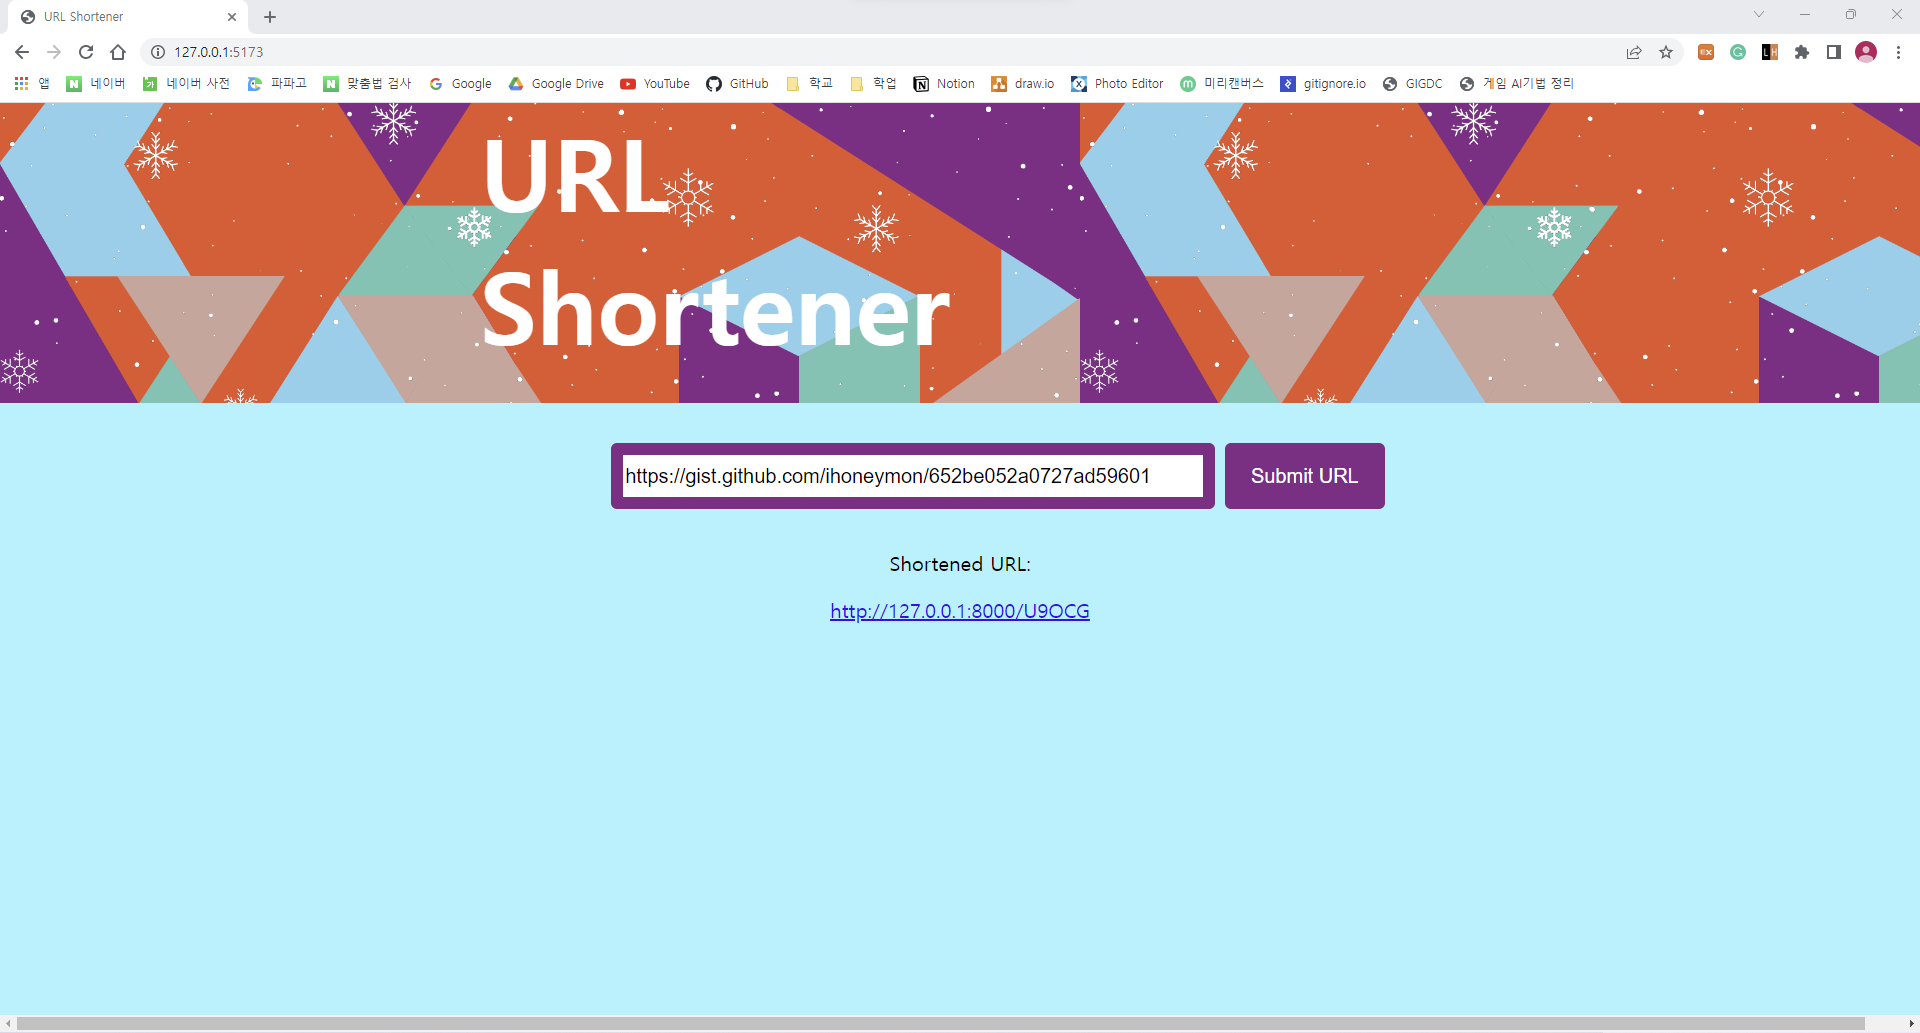 URL Shortener
127.0.0.1:5173
앱 네이버 네이버 사전 파파고 맞춤법 검사 Google Google Drive YouTube GitHub 학교 학업 Notion draw.io Photo Editor 미리캔버스 gitignore.io GIGDC 게임 AI기법 정리
URL
Shortener
https://gist.github.com/ihoneymon/652be052a0727ad59601
Submit URL
Shortened URL:
http://127.0.0.1:8000/U9OCG